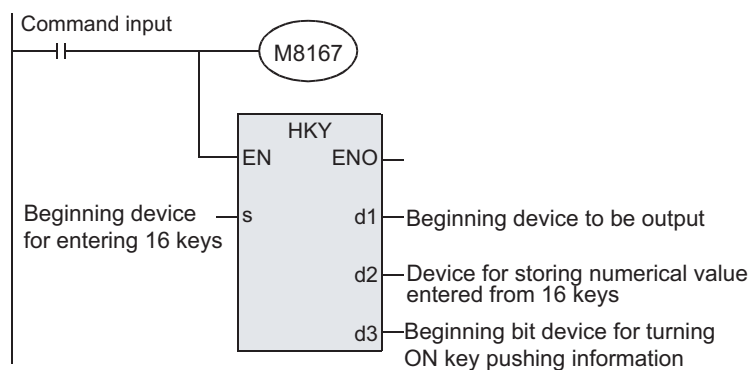 Command input
M8167
HKY
EN ENO
Beginning device
for entering 16 keys
s
d1
Beginning device to be output
d2
Device for storing numerical value
entered from 16 keys
d3
Beginning bit device for turning
ON key pushing information